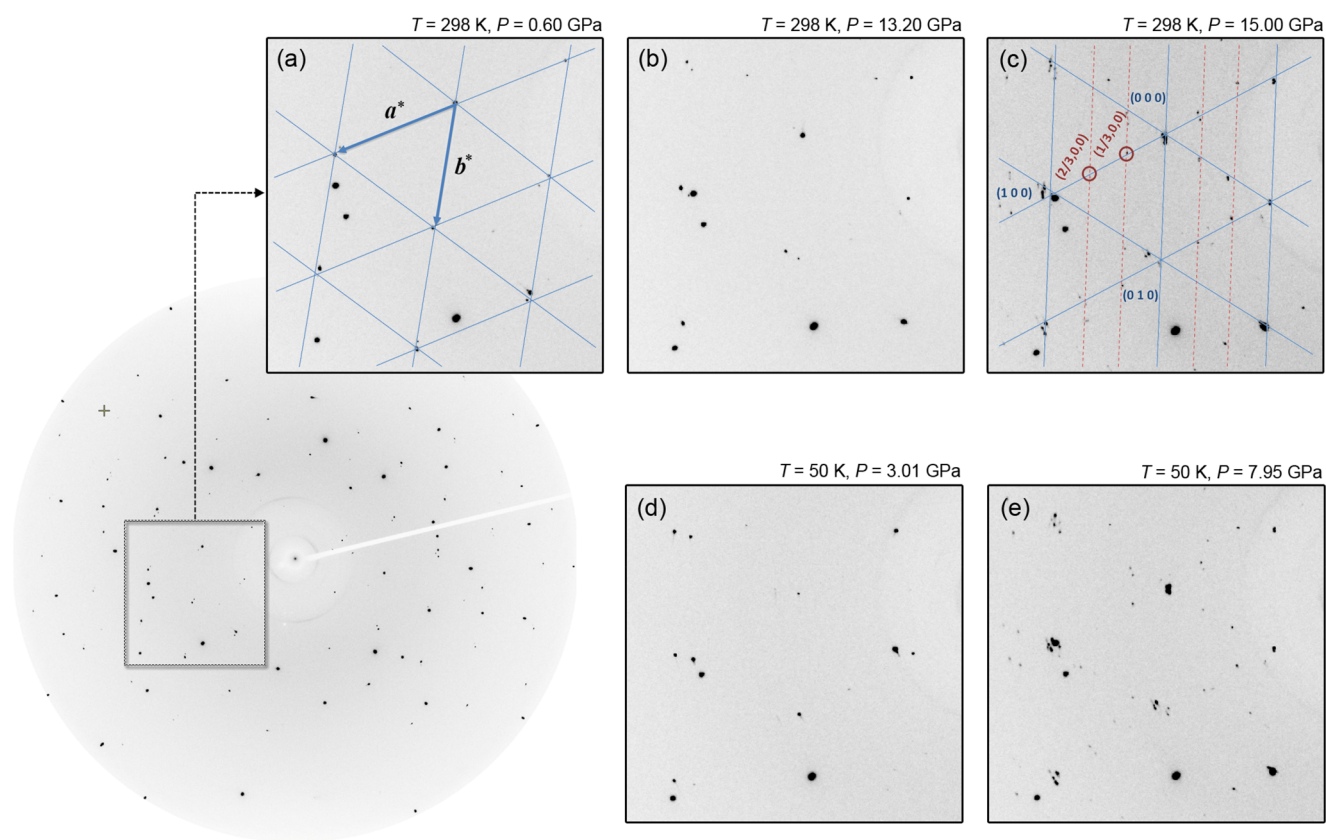 T = 298 K, P = 0.60 GPa
T = 298 K, P = 13.20 GPa
T = 298 K, P = 15.00 GPa
(a)
a*
b*
(b)
(c)
(0 0 0)
(1/3,0,0)
(2/3,0,0)
(1 0 0)
(0 1 0)
T = 50 K, P = 3.01 GPa
T = 50 K, P = 7.95 GPa
(d)
(e)